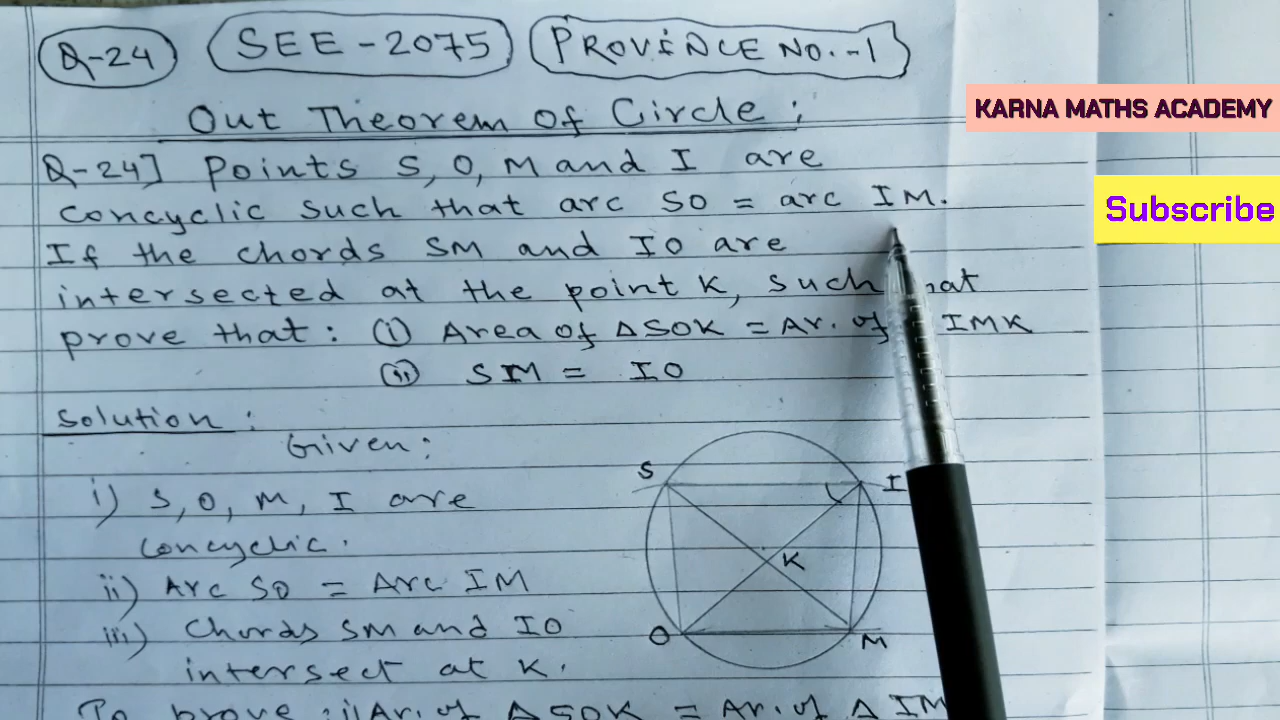 Q-24 SEE-2075 PROVINCE NO.-1
Out Theorem Of Circle:
KARNA MATHS ACADEMY
Q-24] Points S, O, M and I are
concyclic such that arc SO = arc IM.
Subscribe
If the chords SM and IO are
intersected at the point K, such hat
prove that: (i) Area of ΔSOK = Ar. of IMK
(ii) SM = IO
Solution:
Given:
i) S, O, M, I are
concyclic.
ii) Arc SO = Arc IM
iii) Chords SM and IO
intersect at K.
S I
K
O M
To prove: i) Ar. of ΔSOK = Ar. of Δ IM